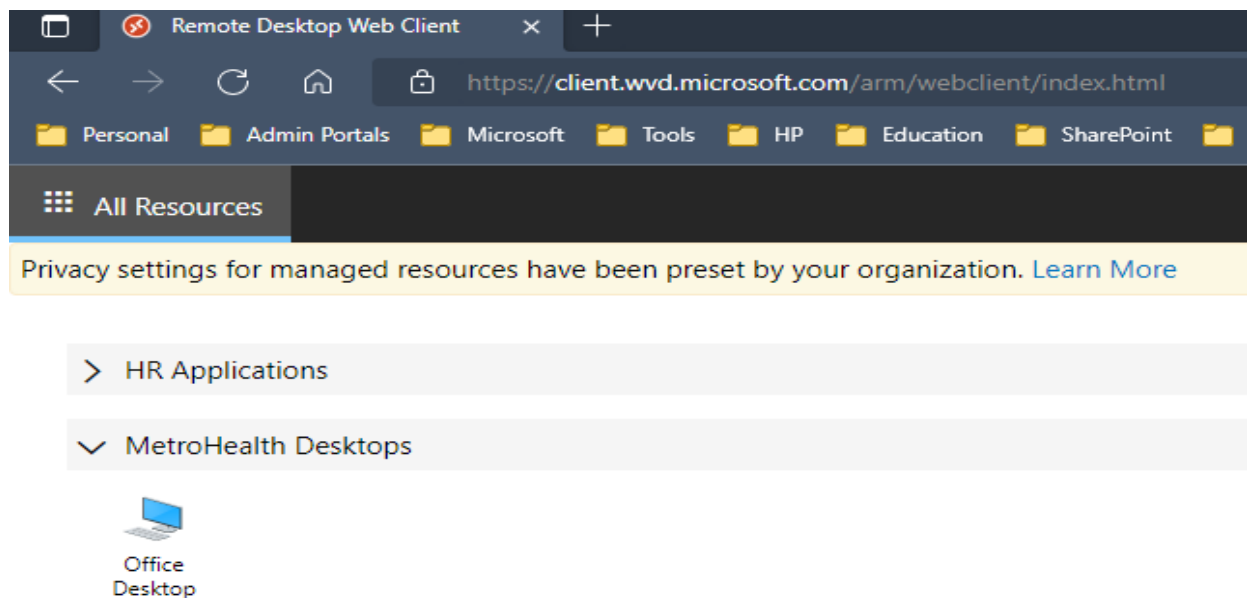 Remote Desktop Web Client
https://client.wvd.microsoft.com/arm/webclient/index.html
Personal Admin Portals Microsoft Tools HP Education SharePoint
All Resources
Privacy settings for managed resources have been preset by your organization. Learn More
HR Applications
MetroHealth Desktops
Office
Desktop